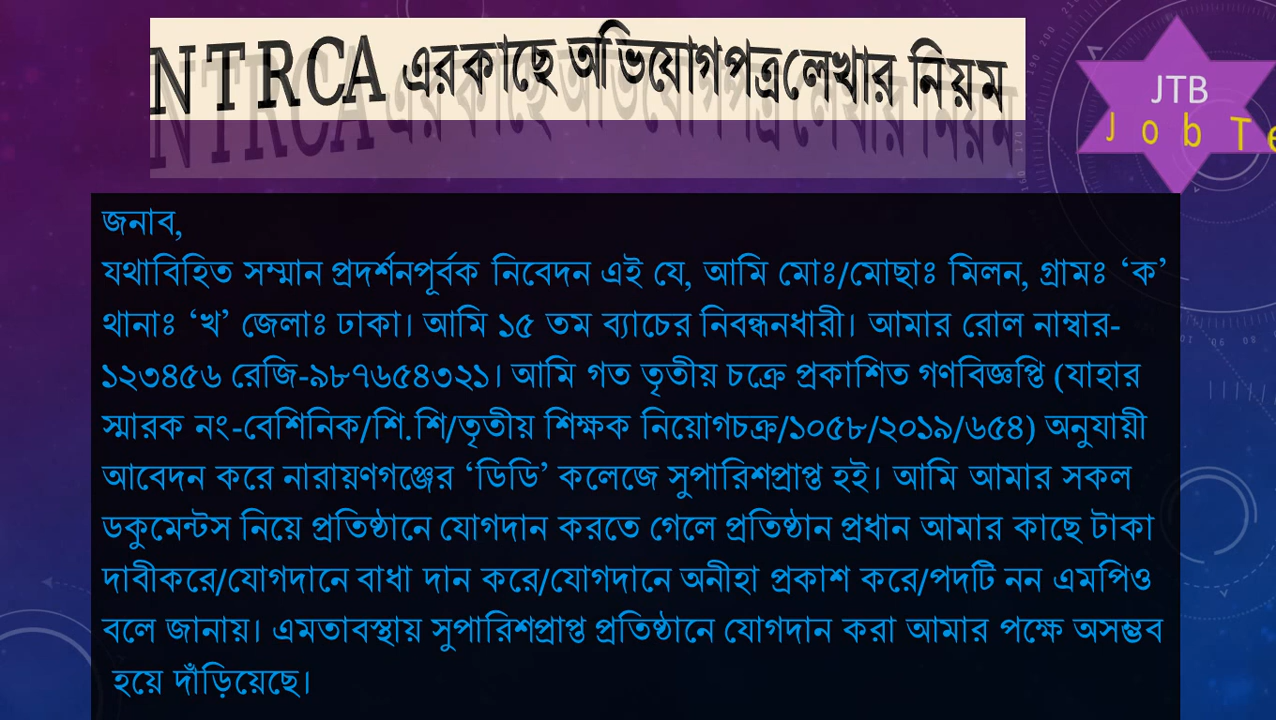 NTRCA এরকাছে অভিযোগপত্রলেখার নিয়ম
JTB
Job Te
জনাব,
যথাবিহিত সম্মান প্রদর্শনপূর্বক নিবেদন এই যে, আমি মোঃ/মোছাঃ মিলন, গ্রামঃ ‘ক’
থানাঃ ‘খ’ জেলাঃ ঢাকা। আমি ১৫ তম ব্যাচের নিবন্ধনধারী। আমার রোল নাম্বার-
১২৩৪৫৬ রেজি-৯৮৭৬৫৪৩২১। আমি গত তৃতীয় চক্রে প্রকাশিত গণবিজ্ঞপ্তি (যাহার
স্মারক নং-বেশিনিক/শি.শি/তৃতীয় শিক্ষক নিয়োগচক্র/১০৫৮/২০১৯/৬৫৪) অনুযায়ী
আবেদন করে নারায়ণগঞ্জের ‘ডিডি’ কলেজে সুপারিশপ্রাপ্ত হই। আমি আমার সকল
ডকুমেন্টস নিয়ে প্রতিষ্ঠানে যোগদান করতে গেলে প্রতিষ্ঠান প্রধান আমার কাছে টাকা
দাবীকরে/যোগদানে বাধা দান করে/যোগদানে অনীহা প্রকাশ করে/পদটি নন এমপিও
বলে জানায়। এমতাবস্থায় সুপারিশপ্রাপ্ত প্রতিষ্ঠানে যোগদান করা আমার পক্ষে অসম্ভব
হয়ে দাঁড়িয়েছে।